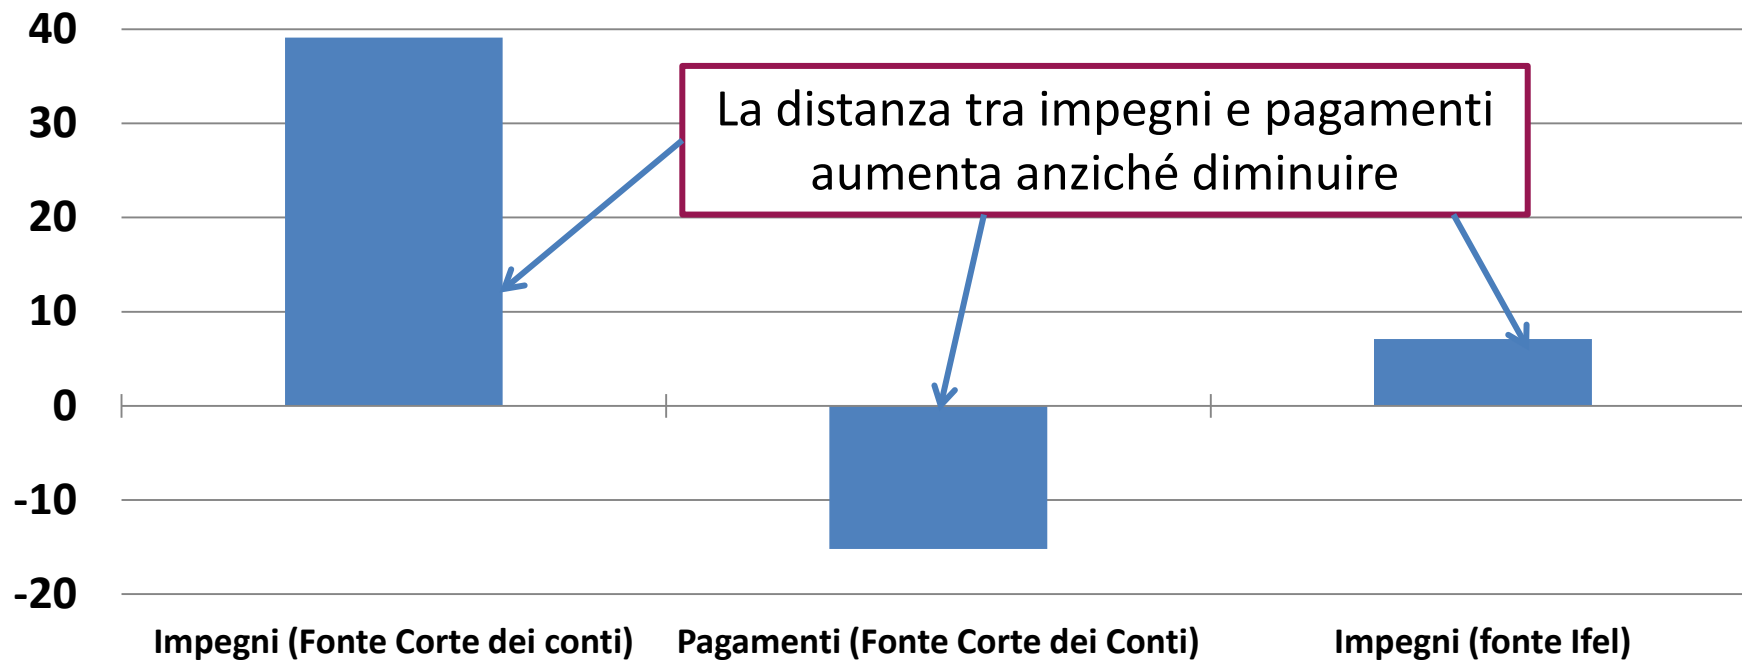 40
30
20
10
0
-10
-20
La distanza tra impegni e pagamenti
aumenta anziché diminuire
Impegni (Fonte Corte dei conti)
Pagamenti (Fonte Corte dei Conti)
Impegni (fonte Ifel)